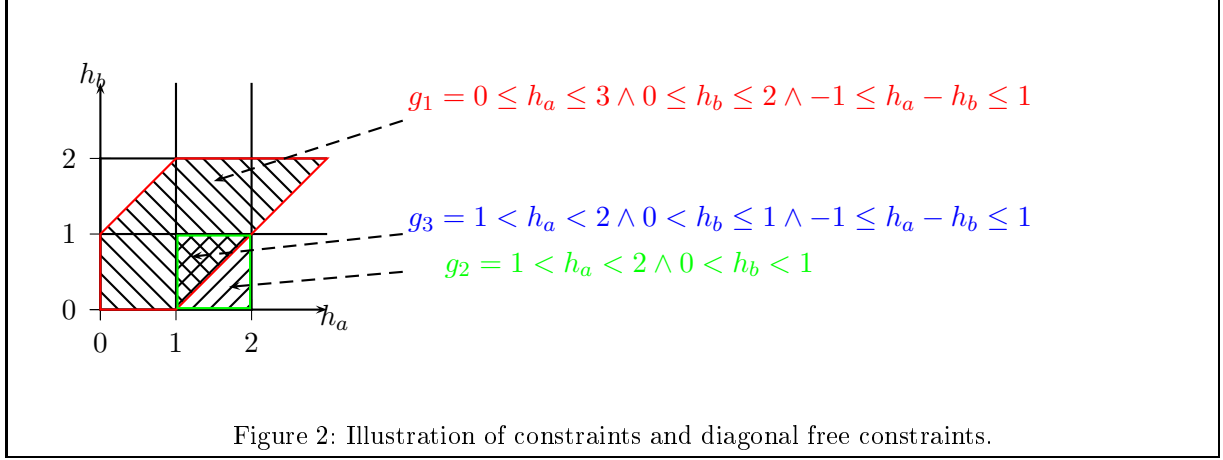 h_b
g_1 = 0 ≤ h_a ≤ 3 ∧ 0 ≤ h_b ≤ 2 ∧ −1 ≤ h_a − h_b ≤ 1
2
g_3 = 1 < h_a < 2 ∧ 0 < h_b ≤ 1 ∧ −1 ≤ h_a − h_b ≤ 1
1
g_2 = 1 < h_a < 2 ∧ 0 < h_b < 1
0
h_a
0 1 2
Figure 2: Illustration of constraints and diagonal free constraints.